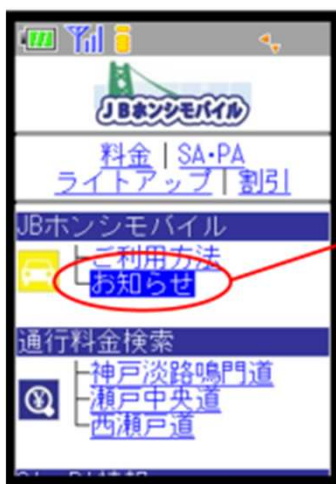 JBホンシモバイル
料金 | SA・PA
ライトアップ | 割引
JBホンシモバイル
ご利用方法
お知らせ
通行料金検索
神戸淡路鳴門道
瀬戸中央道
西瀬戸道